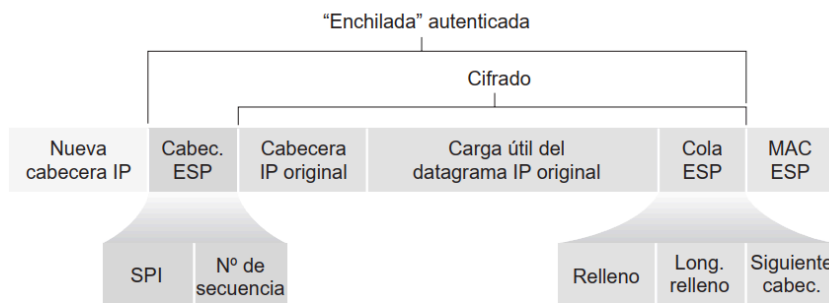 “Enchilada” autenticada
Cifrado
Nueva
cabecera IP
Cabec.
ESP
Cabecera
IP original
Carga útil del
datagrama IP original
Cola
ESP
MAC
ESP
SPI
Nº de
secuencia
Relleno
Long.
relleno
Siguiente
cabec.